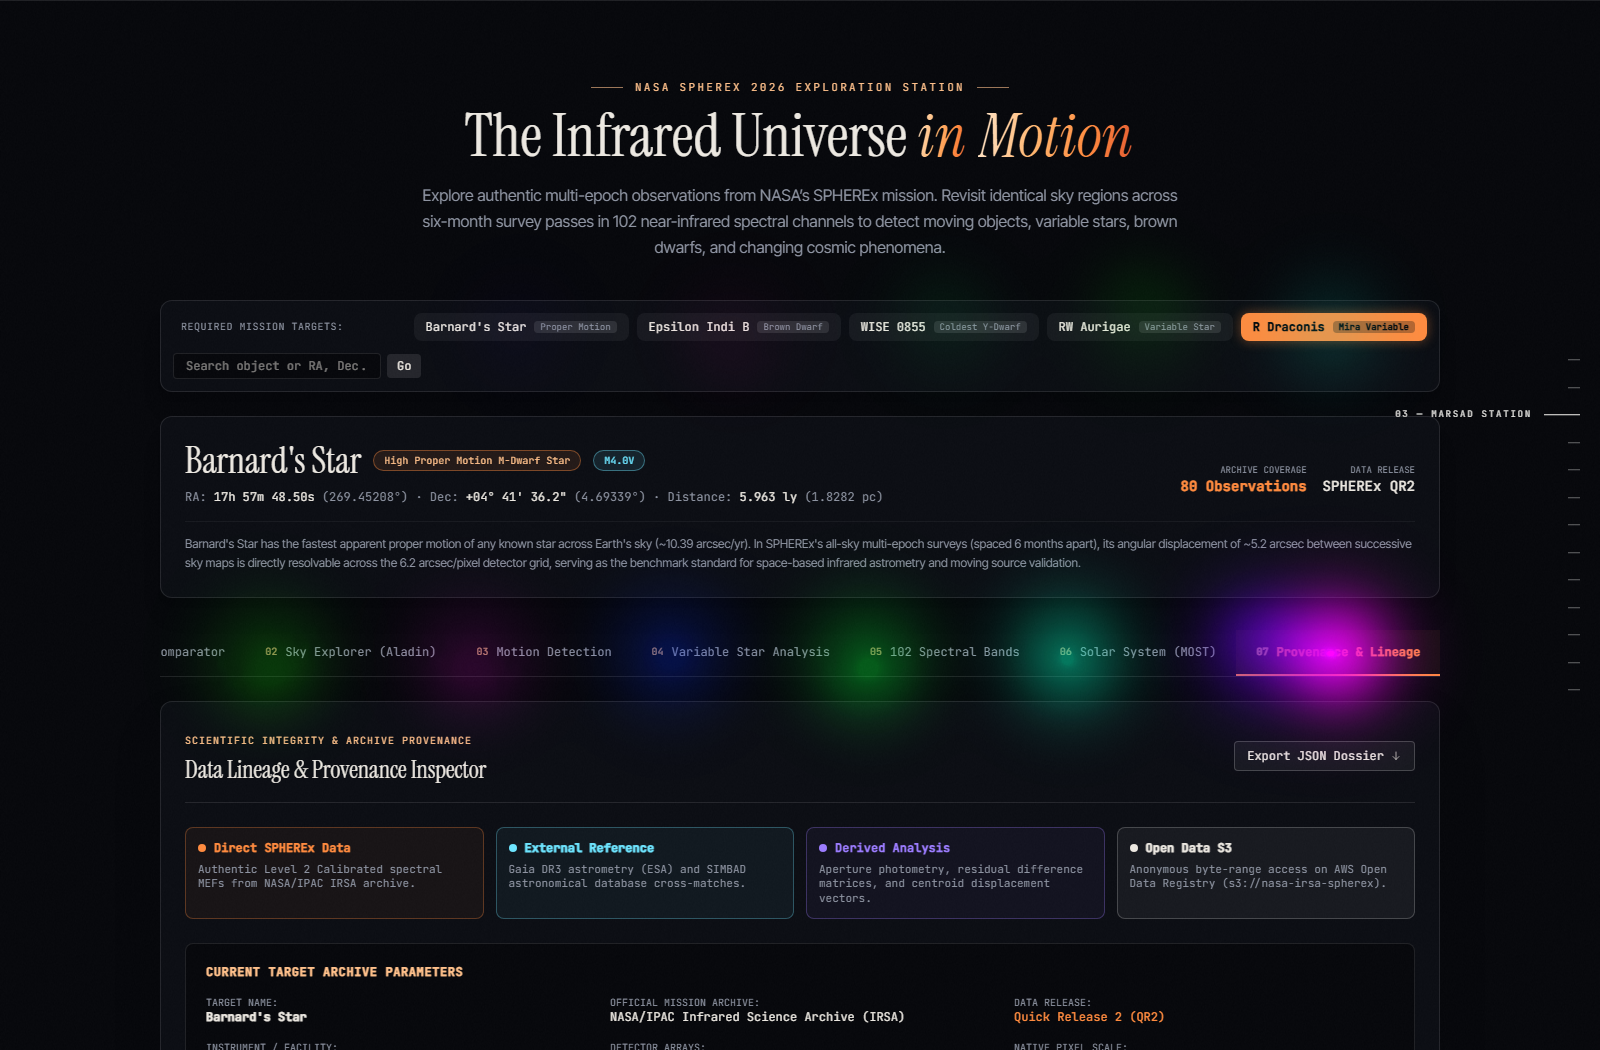 NASA SPHEREX 2026 EXPLORATION STATION
The Infrared Universe in Motion
Explore authentic multi-epoch observations from NASA's SPHEREx mission. Revisit identical sky regions across
six-month survey passes in 102 near-infrared spectral channels to detect moving objects, variable stars, brown
dwarfs, and changing cosmic phenomena.
REQUIRED MISSION TARGETS:
Barnard's Star Proper Motion
Epsilon Indi B Brown Dwarf
WISE 0855 Coldest Y-Dwarf
RW Aurigae Variable Star
R Draconis Mira Variable
Search object or RA, Dec. Go
03 — MARSAD STATION
Barnard's Star High Proper Motion M-Dwarf Star M4.0V
RA: 17h 57m 48.50s (269.45208°) · Dec: +04° 41' 36.2" (4.69339°) · Distance: 5.963 ly (1.8282 pc)
ARCHIVE COVERAGE
80 Observations
DATA RELEASE
SPHEREx QR2
Barnard's Star has the fastest apparent proper motion of any known star across Earth's sky (~10.39 arcsec/yr). In SPHEREx's all-sky multi-epoch surveys (spaced 6 months apart), its angular displacement of ~5.2 arcsec between successive
sky maps is directly resolvable across the 6.2 arcsec/pixel detector grid, serving as the benchmark standard for space-based infrared astrometry and moving source validation.
omparator
02 Sky Explorer (Aladin)
03 Motion Detection
04 Variable Star Analysis
05 102 Spectral Bands
06 Solar System (MOST)
07 Provenance & Lineage
SCIENTIFIC INTEGRITY & ARCHIVE PROVENANCE
Data Lineage & Provenance Inspector
Export JSON Dossier ↓
Direct SPHEREx Data
Authentic Level 2 Calibrated spectral
MEFs from NASA/IPAC IRSA archive.
External Reference
Gaia DR3 astrometry (ESA) and SIMBAD
astronomical database cross-matches.
Derived Analysis
Aperture photometry, residual difference
matrices, and centroid displacement
vectors.
Open Data S3
Anonymous byte-range access on AWS Open
Data Registry (s3://nasa-irsa-spherex).
CURRENT TARGET ARCHIVE PARAMETERS
TARGET NAME:
Barnard's Star
OFFICIAL MISSION ARCHIVE:
NASA/IPAC Infrared Science Archive (IRSA)
DATA RELEASE:
Quick Release 2 (QR2)
INSTRUMENT / FACILITY:
DETECTOR ARRAYS:
NATIVE PIXEL SCALE: